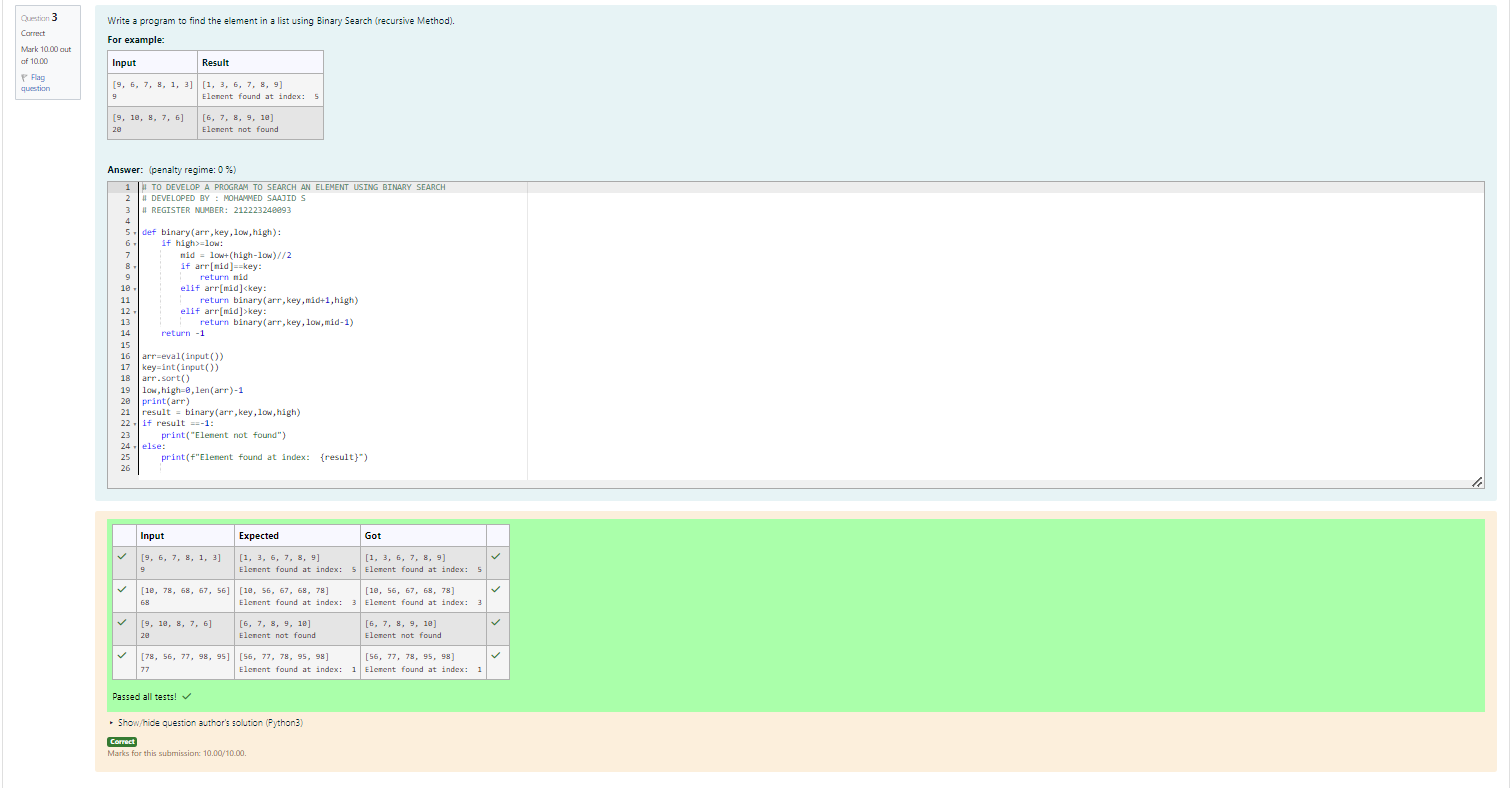 Question 3
Correct
Mark 10.00 out
of 10.00
Flag
question
Write a program to find the element in a list using Binary Search (recursive Method).
For example:
Input Result
[9, 6, 7, 8, 1, 3] [1, 3, 6, 7, 8, 9]
9 Element found at index:  5
[9, 10, 8, 7, 6] [6, 7, 8, 9, 10]
20 Element not found
Answer: (penalty regime: 0 %)
1 # TO DEVELOP A PROGRAM TO SEARCH AN ELEMENT USING BINARY SEARCH
2 # DEVELOPED BY : MOHAMMED SAAJID S
3 # REGISTER NUMBER: 212223240093
4
5 def binary(arr,key,low,high):
6     if high>=low:
7         mid = low+(high-low)//2
8         if arr[mid]==key:
9             return mid
10         elif arr[mid]<key:
11             return binary(arr,key,mid+1,high)
12         elif arr[mid]>key:
13             return binary(arr,key,low,mid-1)
14     return -1
15
16 arr=eval(input())
17 key=int(input())
18 arr.sort()
19 low,high=0,len(arr)-1
20 print(arr)
21 result = binary(arr,key,low,high)
22 if result ==-1:
23     print("Element not found")
24 else:
25     print(f"Element found at index:  {result}")
26
Input Expected Got
[9, 6, 7, 8, 1, 3] [1, 3, 6, 7, 8, 9] [1, 3, 6, 7, 8, 9]
9 Element found at index:  5 Element found at index:  5
[10, 78, 68, 67, 56] [10, 56, 67, 68, 78] [10, 56, 67, 68, 78]
68 Element found at index:  3 Element found at index:  3
[9, 10, 8, 7, 6] [6, 7, 8, 9, 10] [6, 7, 8, 9, 10]
20 Element not found Element not found
[78, 56, 77, 98, 95] [56, 77, 78, 95, 98] [56, 77, 78, 95, 98]
77 Element found at index:  1 Element found at index:  1
Passed all tests!
Show/hide question author's solution (Python3)
Correct
Marks for this submission: 10.00/10.00.